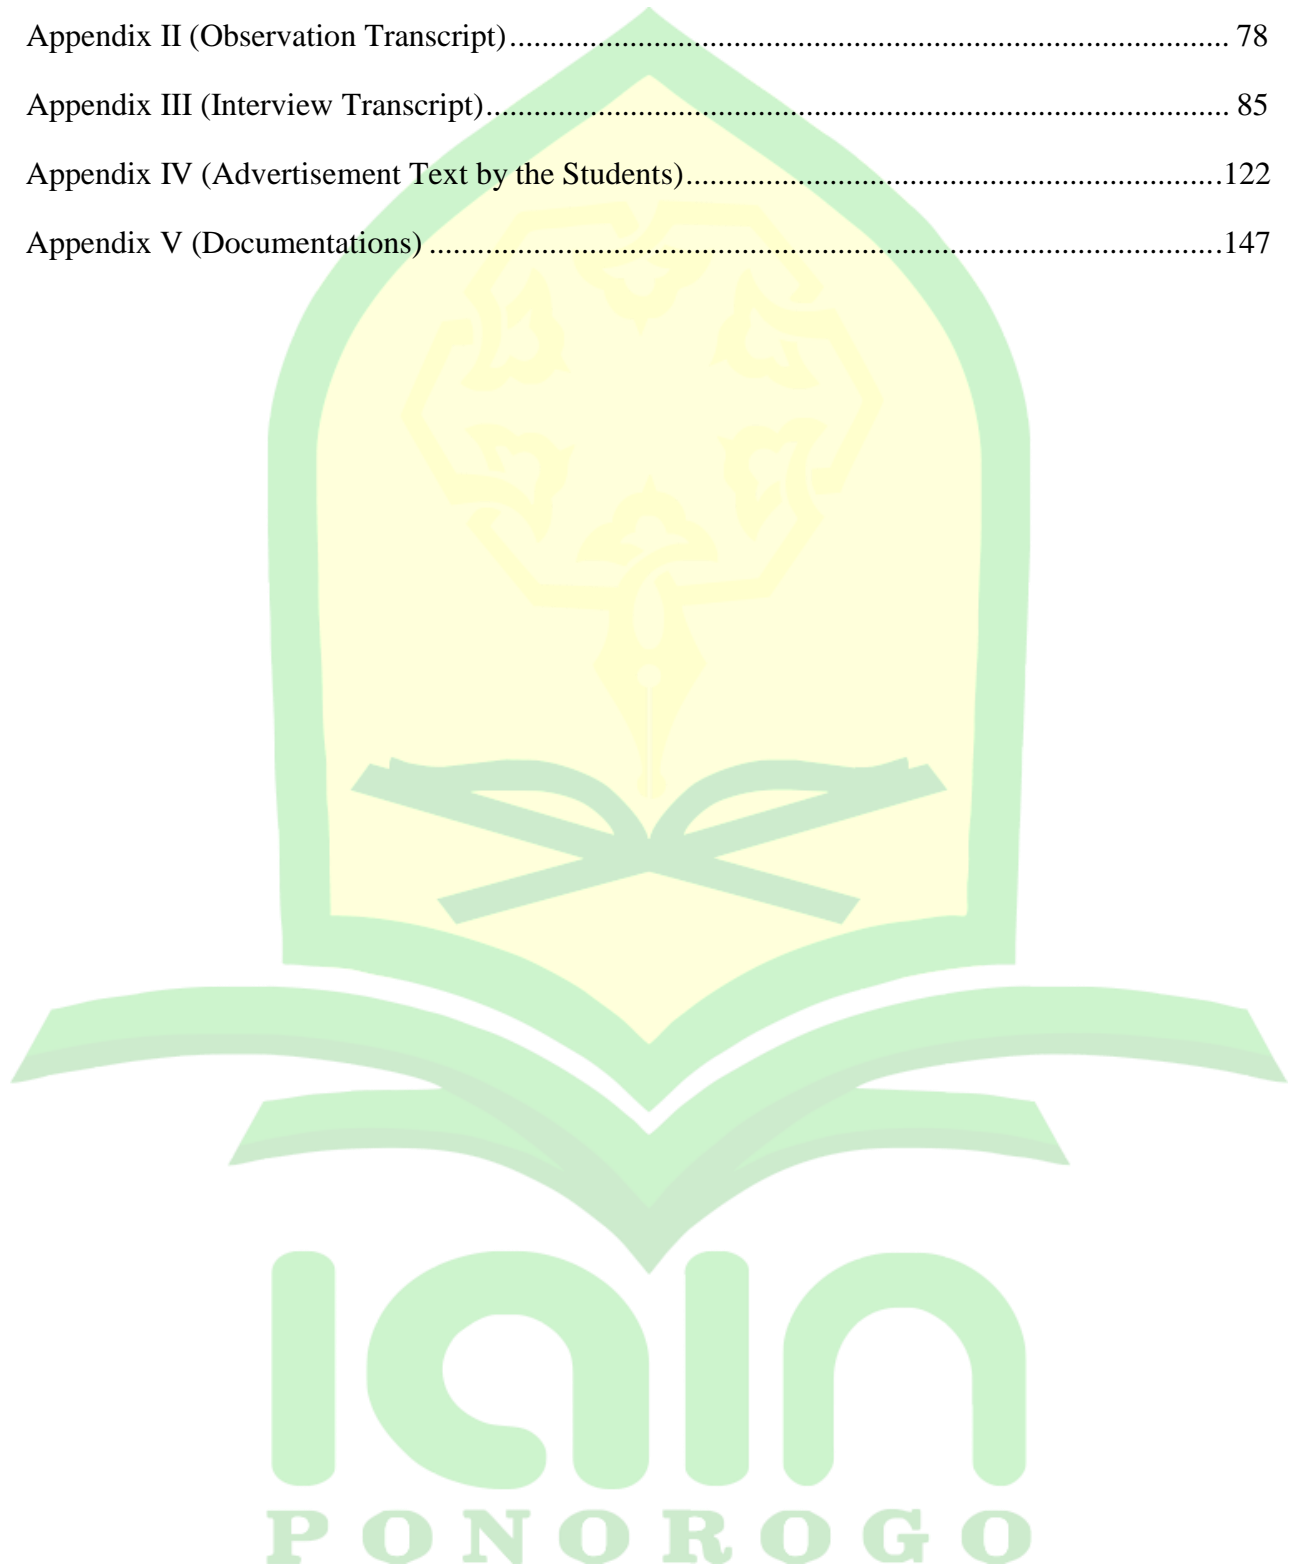 Appendix II (Observation Transcript)........................................................................................... 78
Appendix III (Interview Transcript)............................................................................................. 85
Appendix IV (Advertisement Text by the Students)....................................................................122
Appendix V (Documentations) ....................................................................................................147
iain
PONOROGO